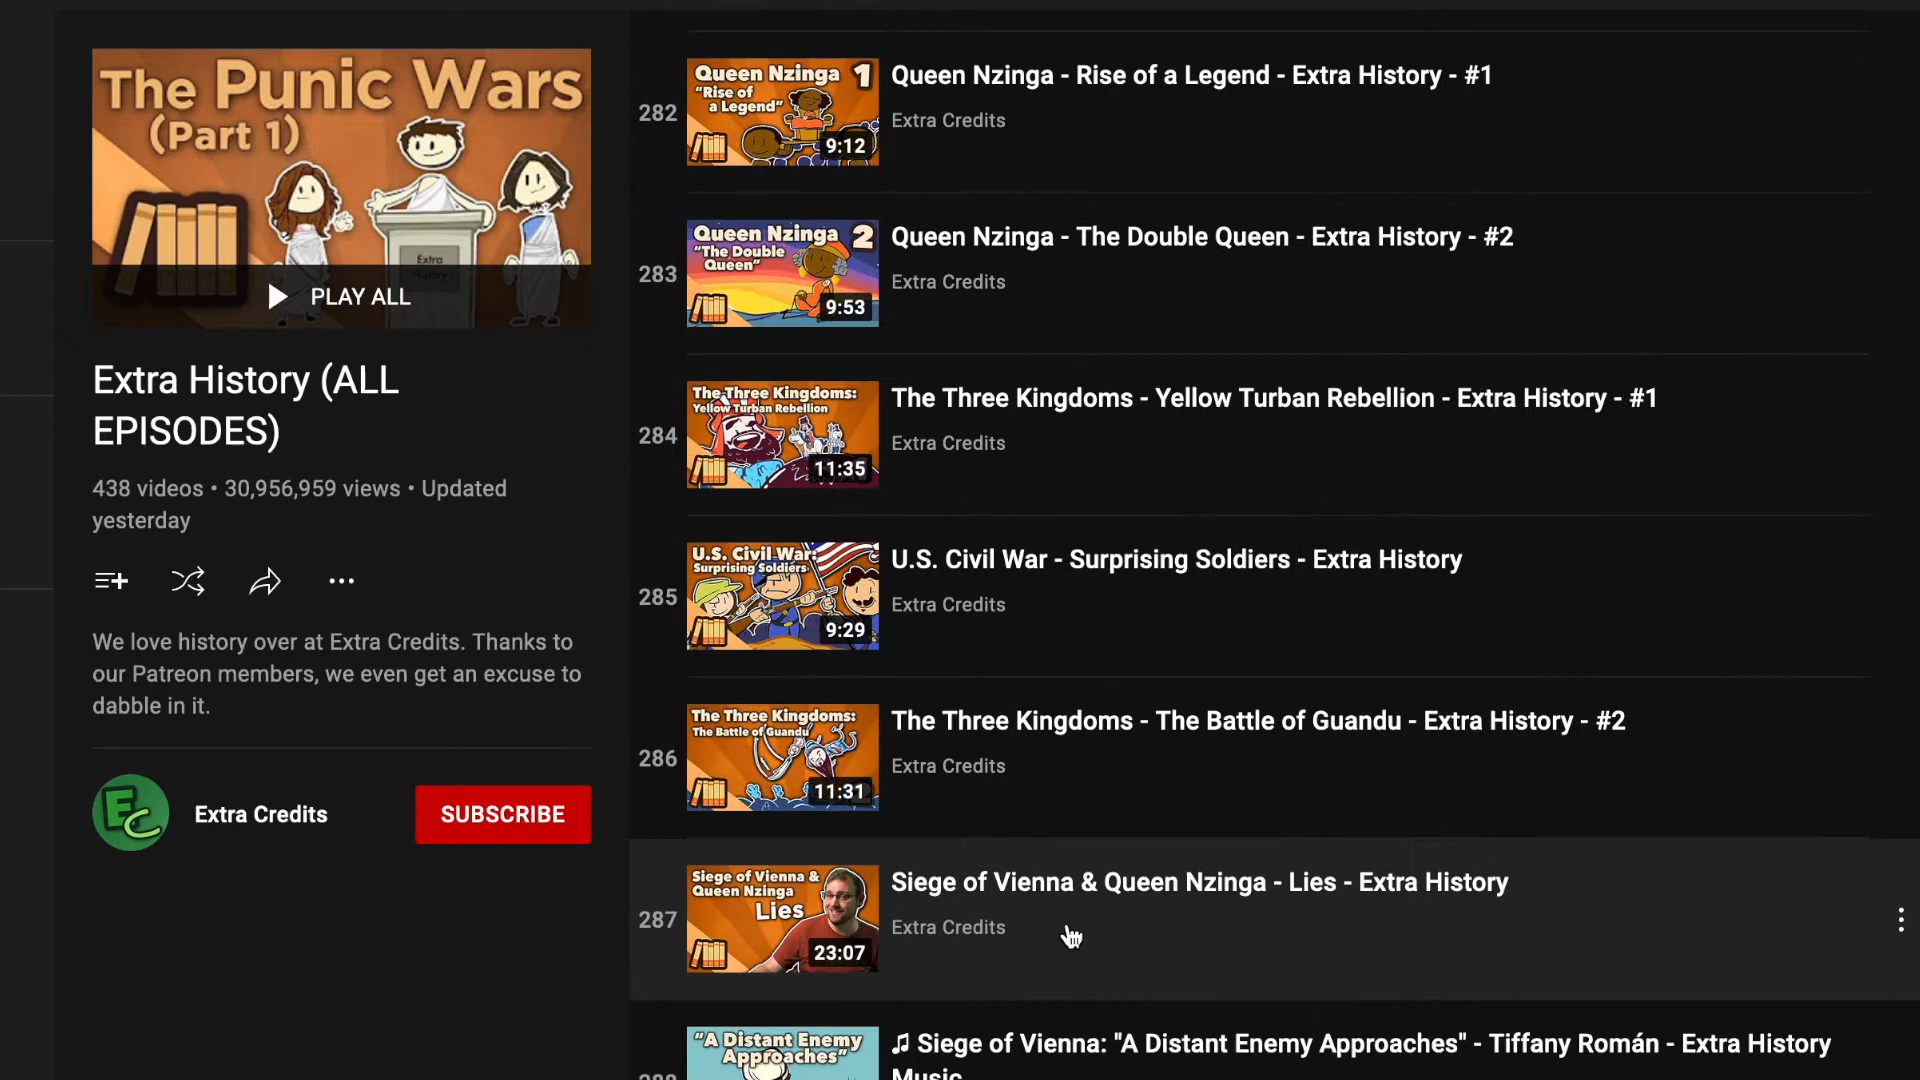 The Punic Wars
(Part 1)
Extra
History
PLAY ALL
Extra History (ALL
EPISODES)
438 videos • 30,956,959 views • Updated
yesterday
We love history over at Extra Credits. Thanks to
our Patreon members, we even get an excuse to
dabble in it.
EC
Extra Credits
SUBSCRIBE
282
Queen Nzinga 1
"Rise of
a Legend"
9:12
Queen Nzinga - Rise of a Legend - Extra History - #1
Extra Credits
283
Queen Nzinga 2
"The Double
Queen"
9:53
Queen Nzinga - The Double Queen - Extra History - #2
Extra Credits
284
The Three Kingdoms:
Yellow Turban Rebellion
11:35
The Three Kingdoms - Yellow Turban Rebellion - Extra History - #1
Extra Credits
285
U.S. Civil War:
Surprising Soldiers
9:29
U.S. Civil War - Surprising Soldiers - Extra History
Extra Credits
286
The Three Kingdoms:
The Battle of Guandu
11:31
The Three Kingdoms - The Battle of Guandu - Extra History - #2
Extra Credits
287
Siege of Vienna &
Queen Nzinga
Lies
23:07
Siege of Vienna & Queen Nzinga - Lies - Extra History
Extra Credits
288
"A Distant Enemy
Approaches"
♫ Siege of Vienna: "A Distant Enemy Approaches" - Tiffany Román - Extra History
Music